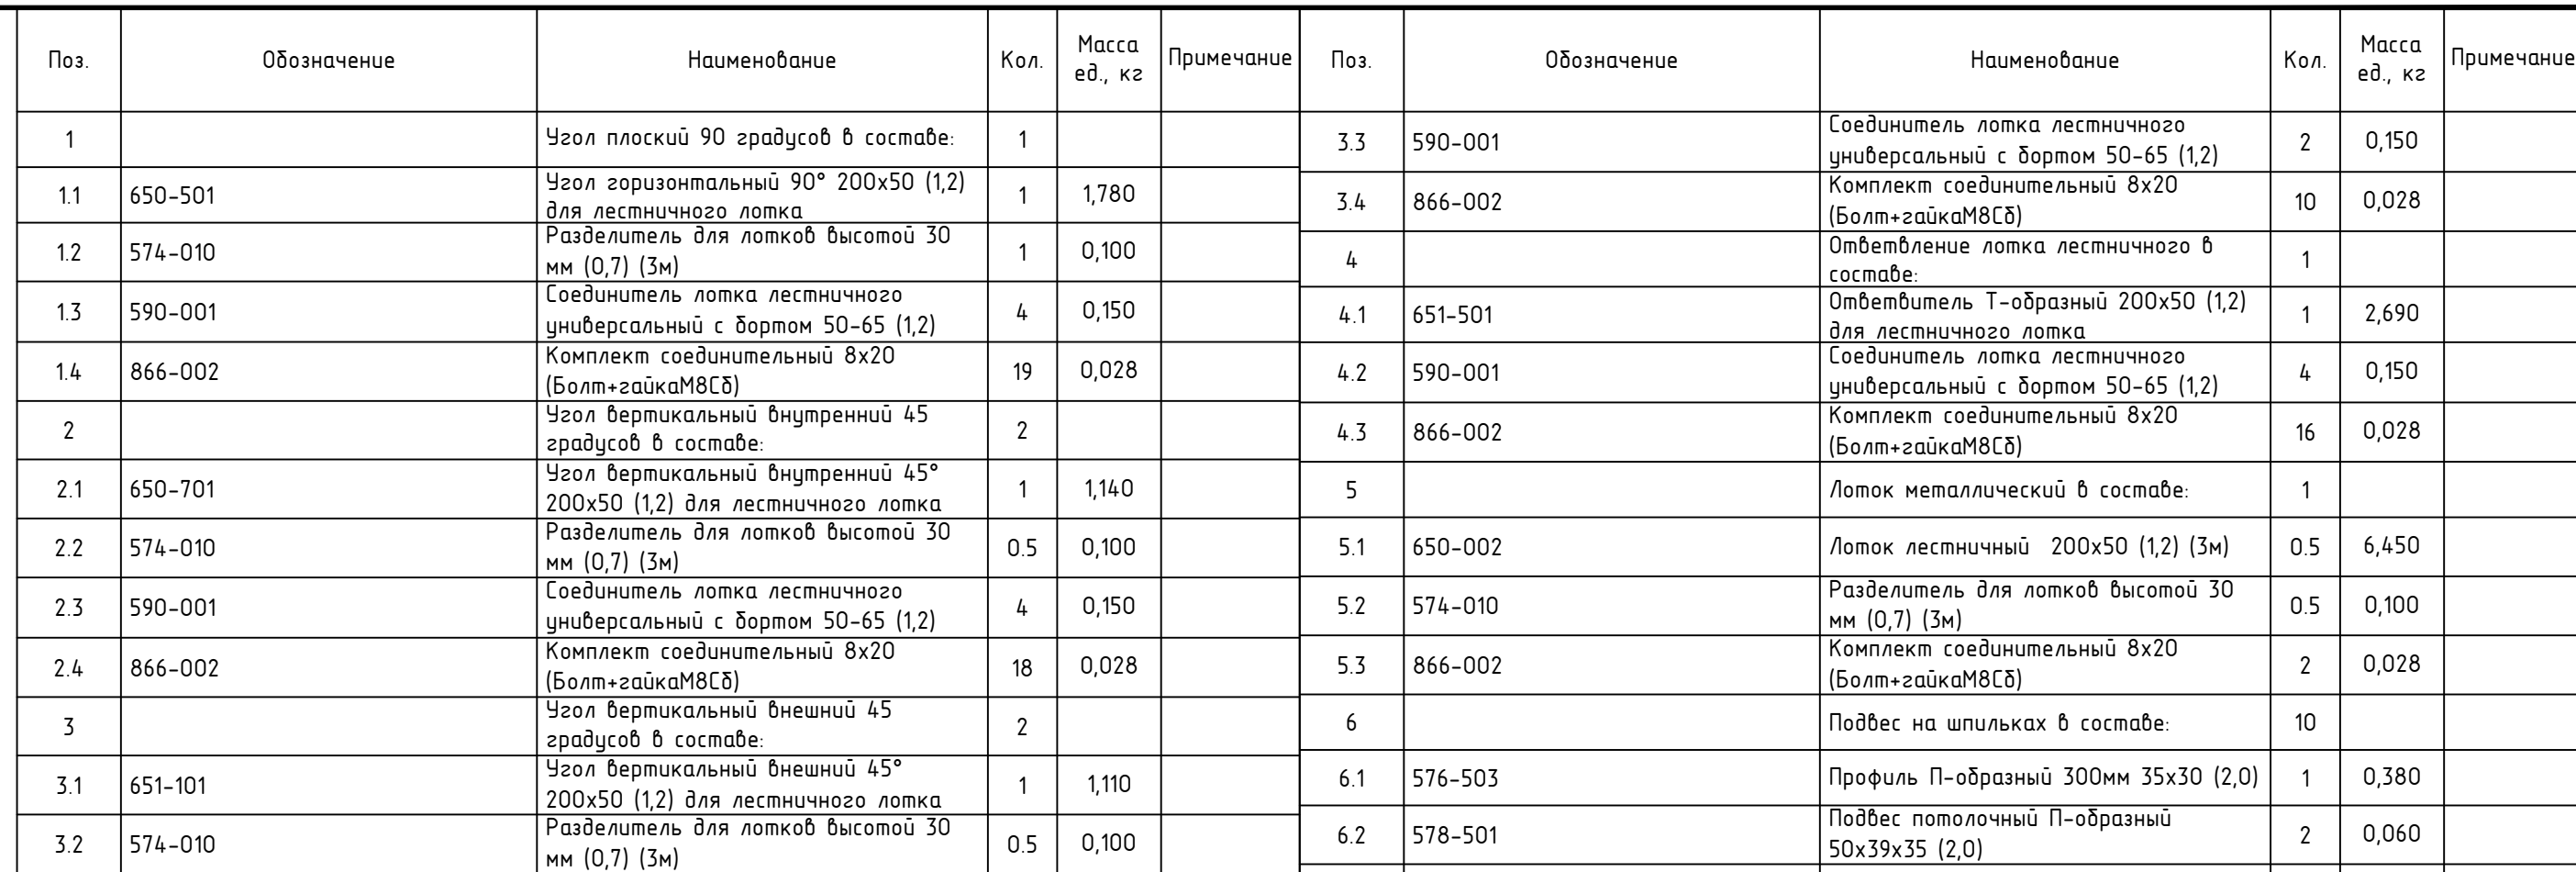 Поз. Обозначение Наименование Кол. Масса ед., кг Примечание
1 Угол плоский 90 градусов в составе: 1
1.1 650-501 Угол горизонтальный 90° 200х50 (1,2)
для лестничного лотка 1 1,780
1.2 574-010 Разделитель для лотков высотой 30
мм (0,7) (3м) 1 0,100
1.3 590-001 Соединитель лотка лестничного
универсальный с бортом 50-65 (1,2) 4 0,150
1.4 866-002 Комплект соединительный 8х20
(Болт+гайкаМ8Сб) 19 0,028
2 Угол вертикальный внутренний 45
градусов в составе: 2
2.1 650-701 Угол вертикальный внутренний 45°
200х50 (1,2) для лестничного лотка 1 1,140
2.2 574-010 Разделитель для лотков высотой 30
мм (0,7) (3м) 0.5 0,100
2.3 590-001 Соединитель лотка лестничного
универсальный с бортом 50-65 (1,2) 4 0,150
2.4 866-002 Комплект соединительный 8х20
(Болт+гайкаМ8Сб) 18 0,028
3 Угол вертикальный внешний 45
градусов в составе: 2
3.1 651-101 Угол вертикальный внешний 45°
200х50 (1,2) для лестничного лотка 1 1,110
3.2 574-010 Разделитель для лотков высотой 30
мм (0,7) (3м) 0.5 0,100
Поз. Обозначение Наименование Кол. Масса ед., кг Примечание
3.3 590-001 Соединитель лотка лестничного
универсальный с бортом 50-65 (1,2) 2 0,150
3.4 866-002 Комплект соединительный 8х20
(Болт+гайкаМ8Сб) 10 0,028
4 Ответвление лотка лестничного в
составе: 1
4.1 651-501 Ответвитель Т-образный 200х50 (1,2)
для лестничного лотка 1 2,690
4.2 590-001 Соединитель лотка лестничного
универсальный с бортом 50-65 (1,2) 4 0,150
4.3 866-002 Комплект соединительный 8х20
(Болт+гайкаМ8Сб) 16 0,028
5 Лоток металлический в составе: 1
5.1 650-002 Лоток лестничный 200х50 (1,2) (3м) 0.5 6,450
5.2 574-010 Разделитель для лотков высотой 30
мм (0,7) (3м) 0.5 0,100
5.3 866-002 Комплект соединительный 8х20
(Болт+гайкаМ8Сб) 2 0,028
6 Подвес на шпильках в составе: 10
6.1 576-503 Профиль П-образный 300мм 35х30 (2,0) 1 0,380
6.2 578-501 Подвес потолочный П-образный
50х39х35 (2,0) 2 0,060